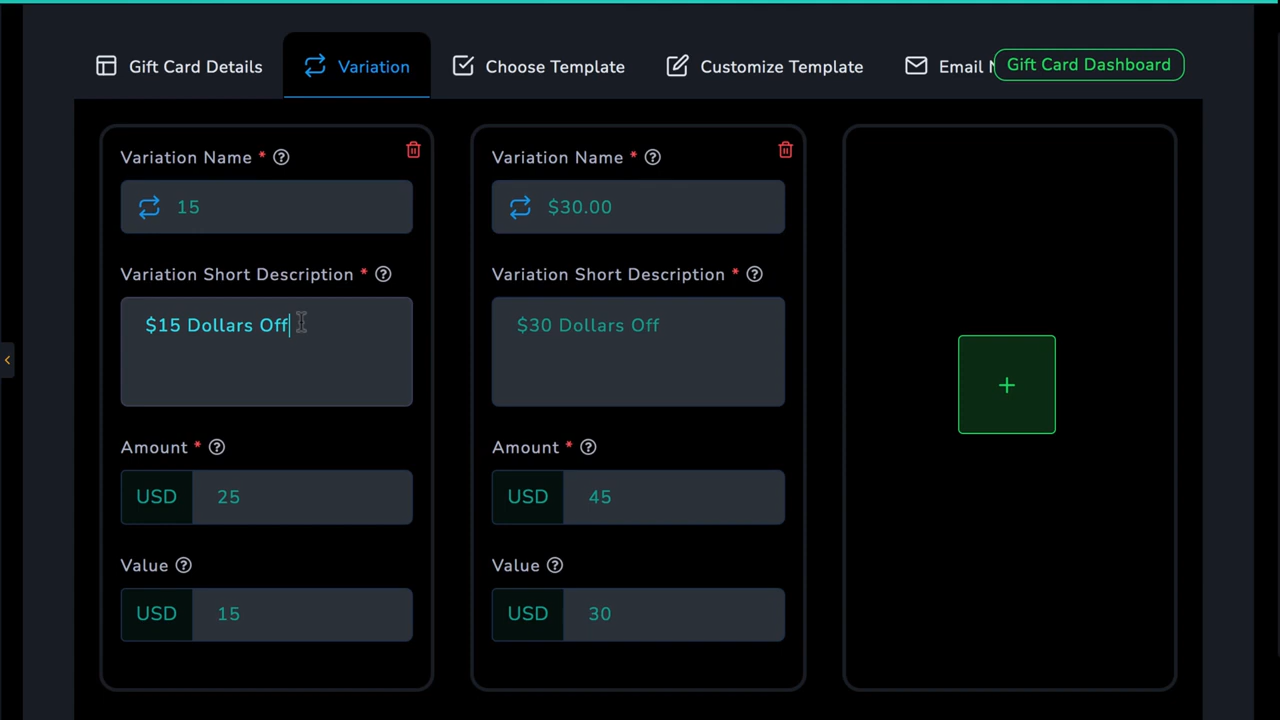 Gift Card Details
Variation
Choose Template
Customize Template
Email
Gift Card Dashboard
Variation Name *
15
Variation Short Description *
$15 Dollars Off
Amount *
USD 25
Value
USD 15
Variation Name *
$30.00
Variation Short Description *
$30 Dollars Off
Amount *
USD 45
Value
USD 30